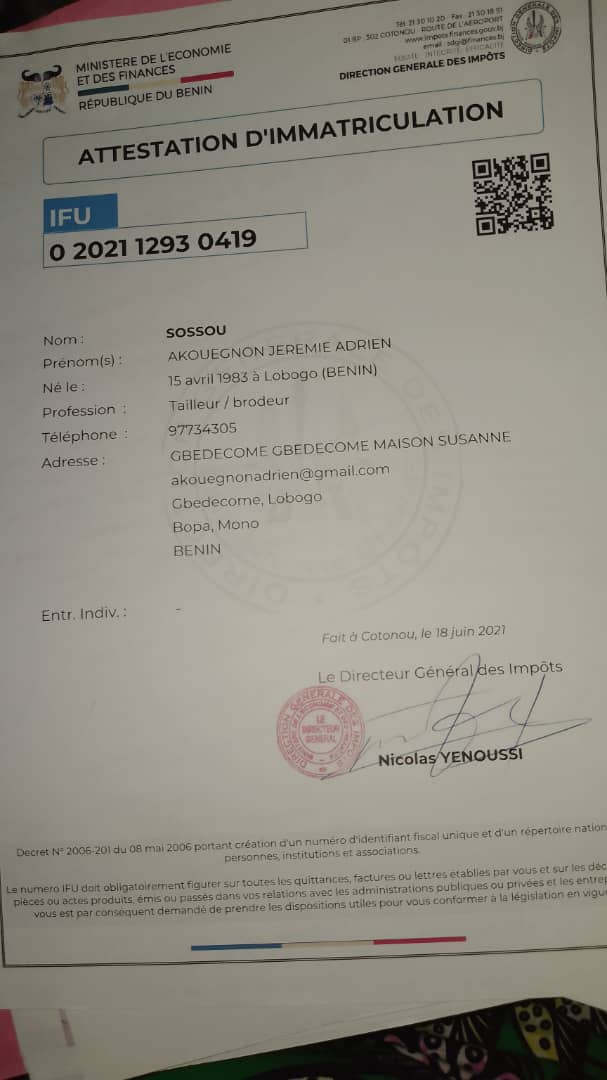 MINISTERE DE L'ECONOMIE
ET DES FINANCES
RÉPUBLIQUE DU BENIN
Tél: 21 30 10 20 Fax : 21 30 18 51
01 BP : 302 COTONOU - ROUTE DE L'AÉROPORT
www.impots.finances.gouv.bj
email : sdgi@finances.bj
INTEGRITE - EFFICACITE
DIRECTION GENERALE DES IMPÔTS
ATTESTATION D'IMMATRICULATION
IFU
0 2021 1293 0419
Nom : SOSSOU
Prénom(s) : AKOUEGNON JEREMIE ADRIEN
Né le : 15 avril 1983 à Lobogo (BENIN)
Profession : Tailleur / brodeur
Téléphone : 97734305
Adresse : GBEDECOME GBEDECOME MAISON SUSANNE
akouegnonadrien@gmail.com
Gbedecome, Lobogo
Bopa, Mono
BENIN
Entr. Indiv. : -
Fait à Cotonou, le 18 juin 2021
Le Directeur Général des Impôts
DIRECTION GENERALE DES IMPÔTS
LE
DIRECTEUR
GENERAL
Nicolas YENOUSSI
Decret N° 2006-201 du 08 mai 2006 portant création d'un numéro d'identifiant fiscal unique et d'un répertoire nation
personnes, institutions et associations.
Le numero IFU doit obligatoirement figurer sur toutes les quittances, factures ou lettres établies par vous et sur les déc
pièces ou actes produits, émis ou passés dans vos relations avec les administrations publiques ou privées et les entrep
vous est par consequent demandé de prendre les dispositions utiles pour vous conformer à la législation en vigue